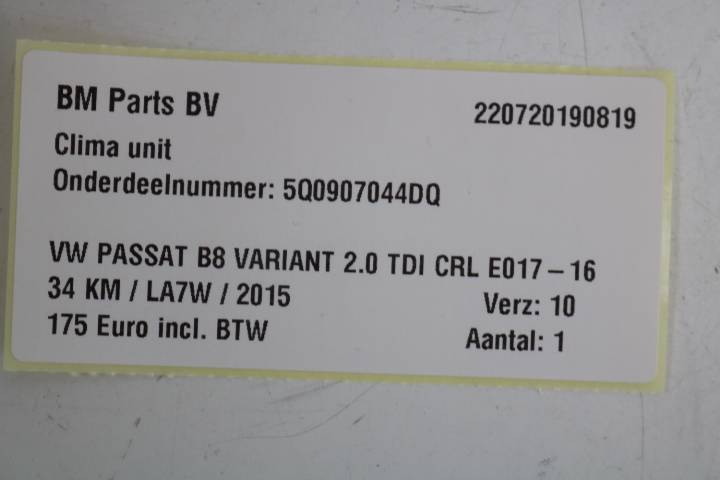 BM Parts BV
220720190819
Clima unit
Onderdeelnummer: 5Q0907044DQ
VW PASSAT B8 VARIANT 2.0 TDI CRL E017-16
34 KM / LA7W / 2015
Verz: 10
175 Euro incl. BTW
Aantal: 1